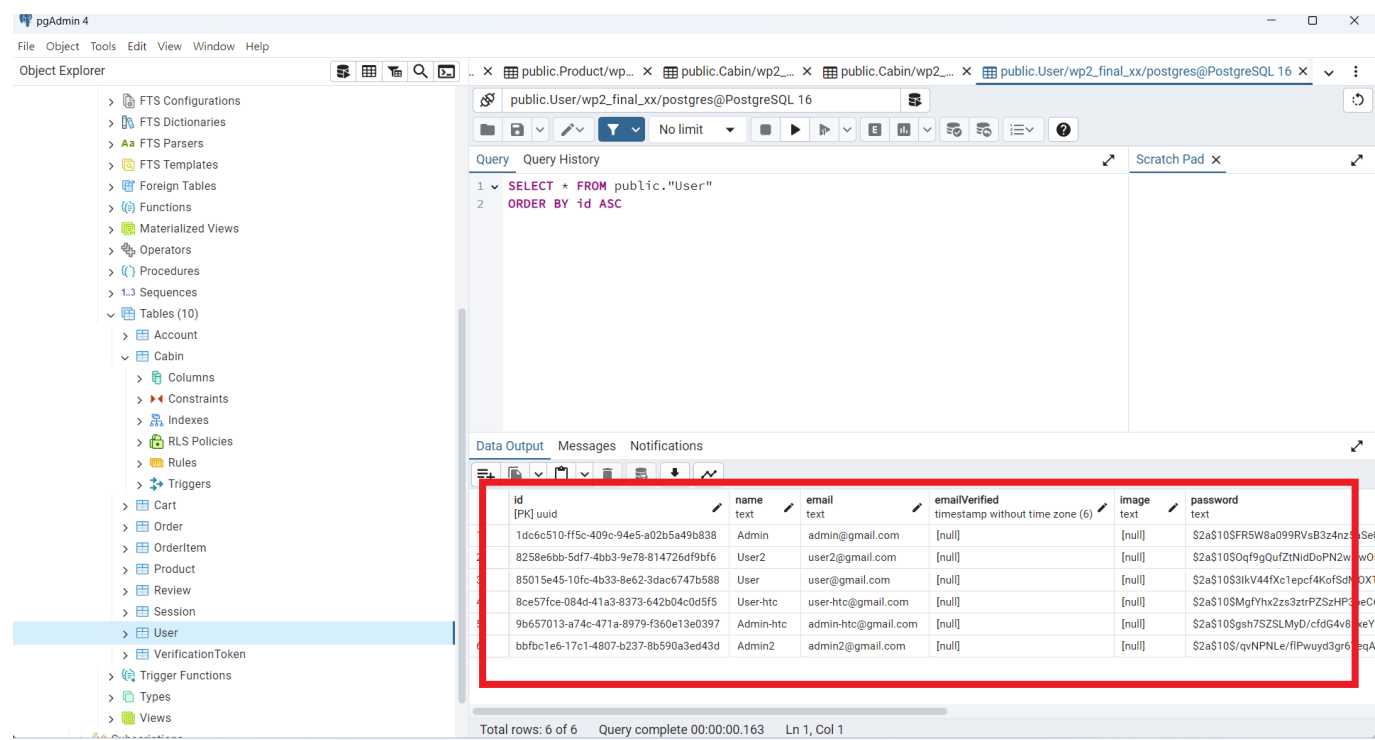 pgAdmin 4
File Object Tools Edit View Window Help
Object Explorer
FTS Configurations
FTS Dictionaries
Aa FTS Parsers
FTS Templates
Foreign Tables
Functions
Materialized Views
Operators
Procedures
1..3 Sequences
Tables (10)
Account
Cabin
Columns
Constraints
Indexes
RLS Policies
Rules
Triggers
Cart
Order
OrderItem
Product
Review
Session
User
VerificationToken
Trigger Functions
Types
Views
Subscriptions
public.Product/wp... public.Cabin/wp2_... public.Cabin/wp2_... public.User/wp2_final_xx/postgres@PostgreSQL 16
public.User/wp2_final_xx/postgres@PostgreSQL 16
No limit
E
Query Query History
Scratch Pad
1 SELECT * FROM public."User"
2 ORDER BY id ASC
Data Output Messages Notifications
id name email emailVerified image password
[PK] uuid text text timestamp without time zone (6) text text
1dc6c510-ff5c-409c-94e5-a02b5a49b838 Admin admin@gmail.com [null] [null]
8258e6bb-5df7-4bb3-9e78-814726df9bf6 User2 user2@gmail.com [null] [null]
85015e45-10fc-4b33-8e62-3dac6747b588 User user@gmail.com [null] [null]
8ce57fce-084d-41a3-8373-642b04c0d5f5 User-htc user-htc@gmail.com [null] [null]
9b657013-a74c-471a-8979-f360e13e0397 Admin-htc admin-htc@gmail.com [null] [null]
bbfbc1e6-17c1-4807-b237-8b590a3ed43d Admin2 admin2@gmail.com [null] [null]
Total rows: 6 of 6 Query complete 00:00:00.163 Ln 1, Col 1